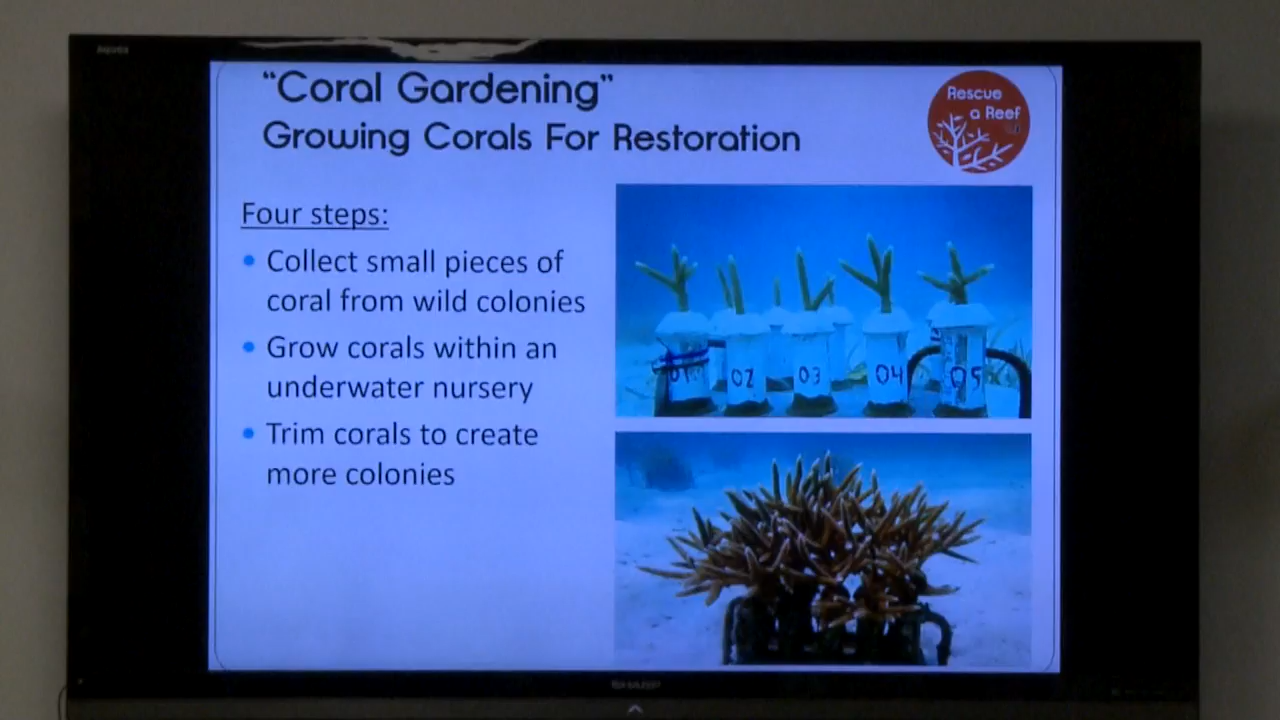 “Coral Gardening”
Growing Corals For Restoration
Rescue
a Reef
Four steps:
• Collect small pieces of
coral from wild colonies
• Grow corals within an
underwater nursery
• Trim corals to create
more colonies
01
02
03
04
05